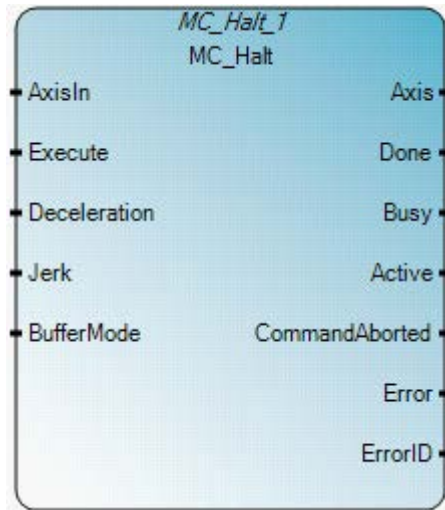 MC_Halt_1
MC_Halt
AxisIn Axis
Execute Done
Deceleration Busy
Jerk Active
BufferMode CommandAborted
Error
ErrorID